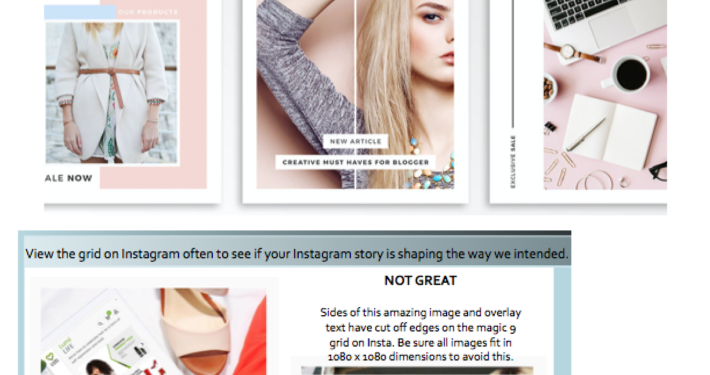 OUR PRODUCTS
ALE NOW
NEW ARTICLE
CREATIVE MUST HAVES FOR BLOGGER
EXCLUSIVE SALE
View the grid on Instagram often to see if your Instagram story is shaping the way we intended.
NOT GREAT
Sides of this amazing image and overlay
text have cut off edges on the magic 9
grid on Insta. Be sure all images fit in
1080 x 1080 dimensions to avoid this.
LIFE